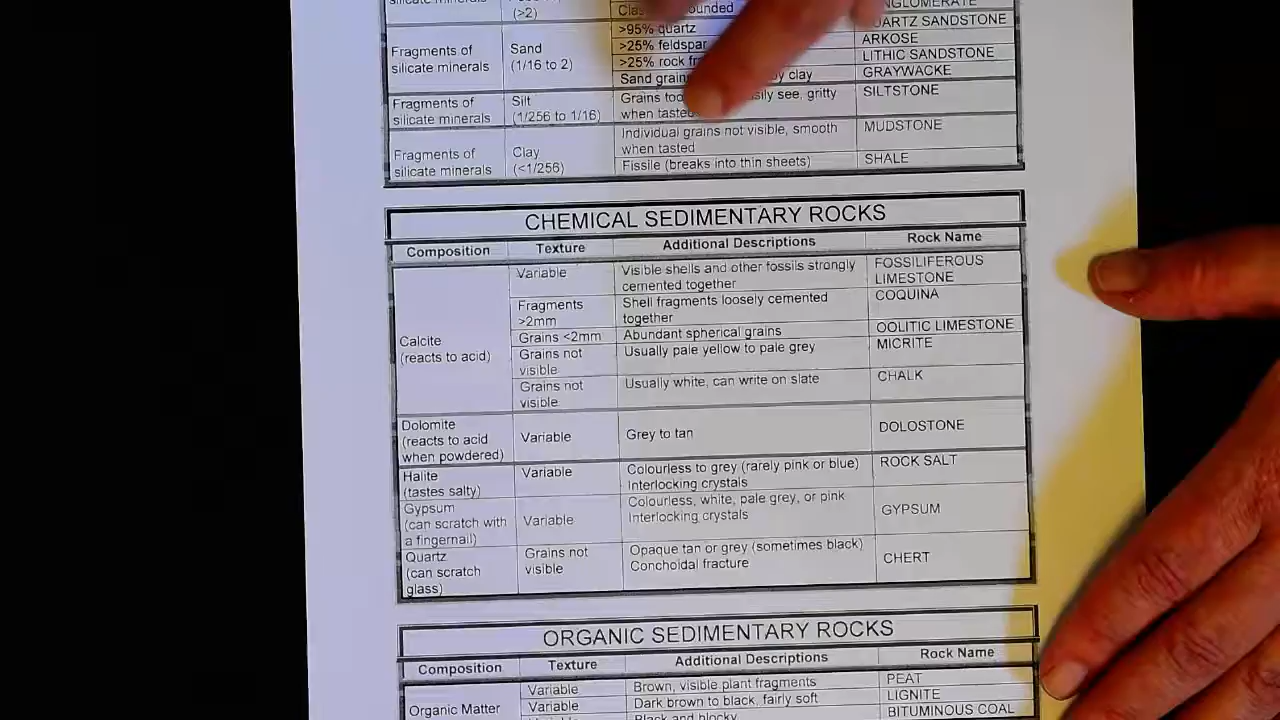 silicate minerals
(>2)
rounded
>95% quartz
QUARTZ SANDSTONE
Fragments of
silicate minerals
Sand
(1/16 to 2)
>25% feldspar
ARKOSE
>25% rock
LITHIC SANDSTONE
Sand by clay
GRAYWACKE
Fragments of
silicate minerals
Silt
(1/256 to 1/16)
Grains too see, gritty
when tasted
SILTSTONE
Fragments of
silicate minerals
Clay
(<1/256)
Individual grains not visible, smooth
when tasted
MUDSTONE
Fissile (breaks into thin sheets)
SHALE
CHEMICAL SEDIMENTARY ROCKS
Composition Texture Additional Descriptions Rock Name
Calcite
(reacts to acid)
Variable
Visible shells and other fossils strongly
cemented together
FOSSILIFEROUS
LIMESTONE
Fragments
>2mm
Shell fragments loosely cemented
together
COQUINA
Grains <2mm
Abundant spherical grains
OOLITIC LIMESTONE
Grains not
visible
Usually pale yellow to pale grey
MICRITE
Grains not
visible
Usually white, can write on slate
CHALK
Dolomite
(reacts to acid
when powdered)
Variable
Grey to tan
DOLOSTONE
Halite
(tastes salty)
Variable
Colourless to grey (rarely pink or blue)
Interlocking crystals
ROCK SALT
Gypsum
(can scratch with
a fingernail)
Variable
Colourless, white, pale grey, or pink
Interlocking crystals
GYPSUM
Quartz
(can scratch
glass)
Grains not
visible
Opaque tan or grey (sometimes black)
Conchoidal fracture
CHERT
ORGANIC SEDIMENTARY ROCKS
Composition Texture Additional Descriptions Rock Name
Organic Matter
Variable
Brown, visible plant fragments
PEAT
Variable
Dark brown to black, fairly soft
LIGNITE
Black and blocky
BITUMINOUS COAL